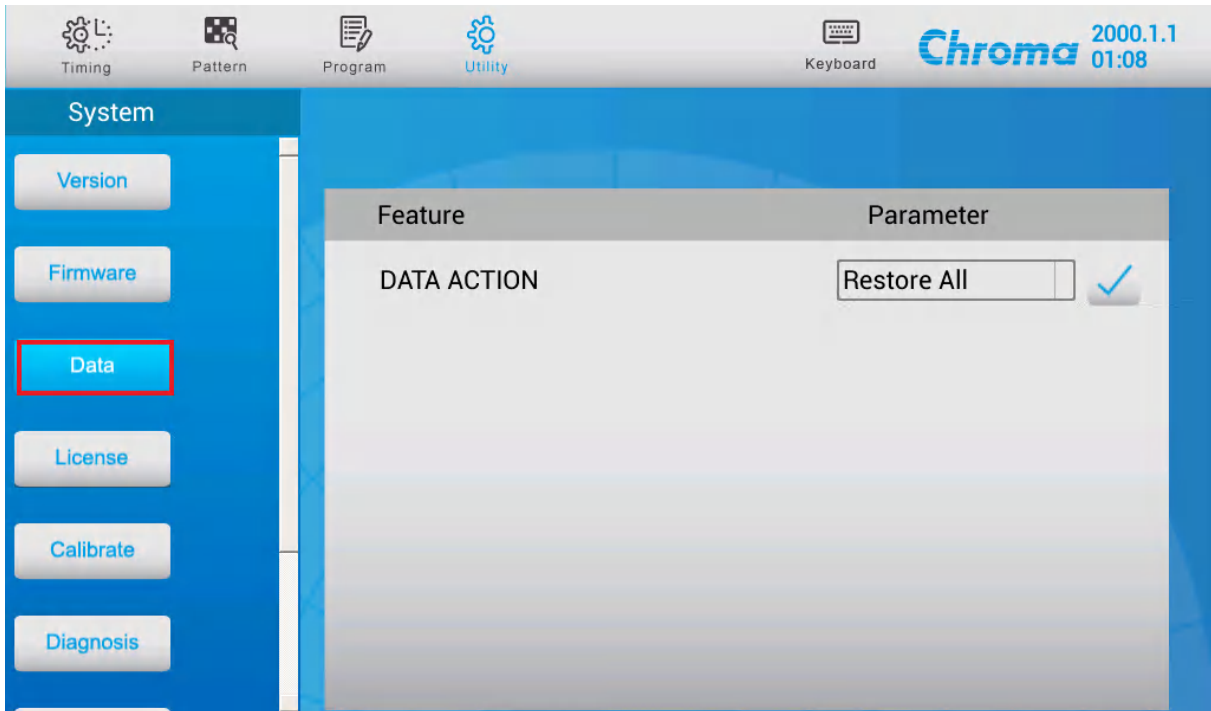 Timing
Pattern
Program
Utility
Keyboard
Chroma
2000.1.1
01:08
System
Version
Firmware
Data
License
Calibrate
Diagnosis
Feature Parameter
DATA ACTION Restore All